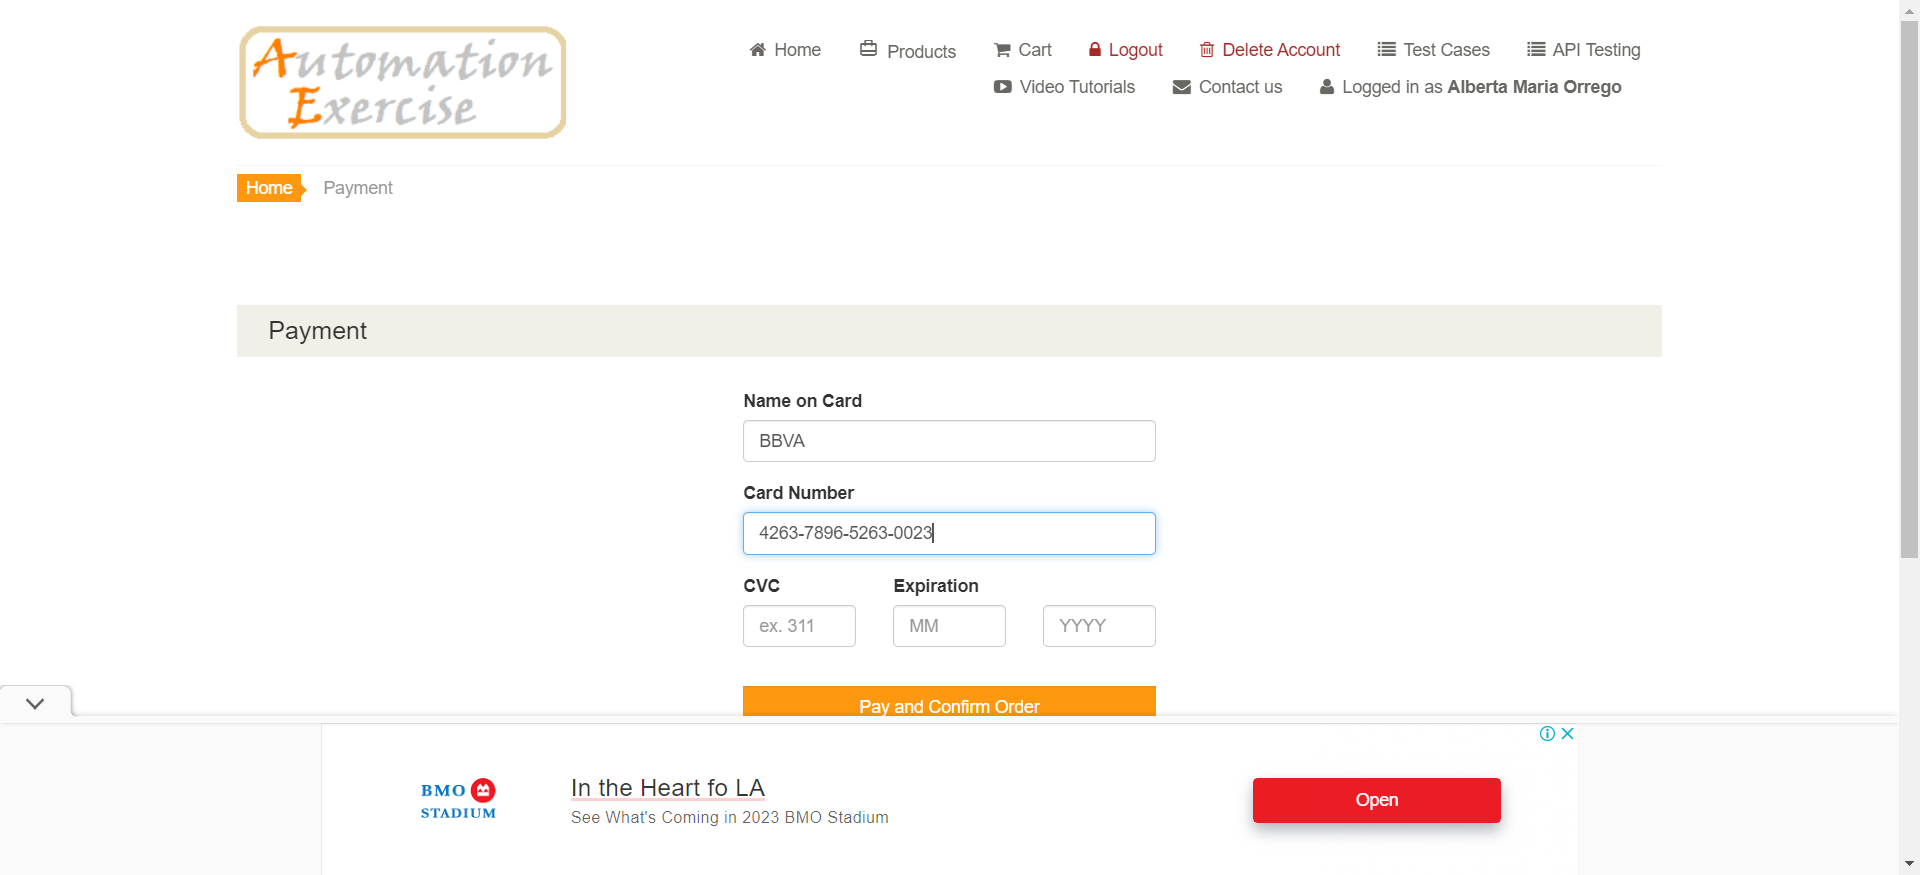 Automation
Exercise
Home
Products
Cart
Logout
Delete Account
Test Cases
API Testing
Video Tutorials
Contact us
Logged in as Alberta Maria Orrego
Home
Payment
Payment
Name on Card
BBVA
Card Number
4263-7896-5263-0023
CVC
Expiration
ex. 311
MM
YYYY
Pay and Confirm Order
BMO
STADIUM
In the Heart fo LA
See What's Coming in 2023 BMO Stadium
Open